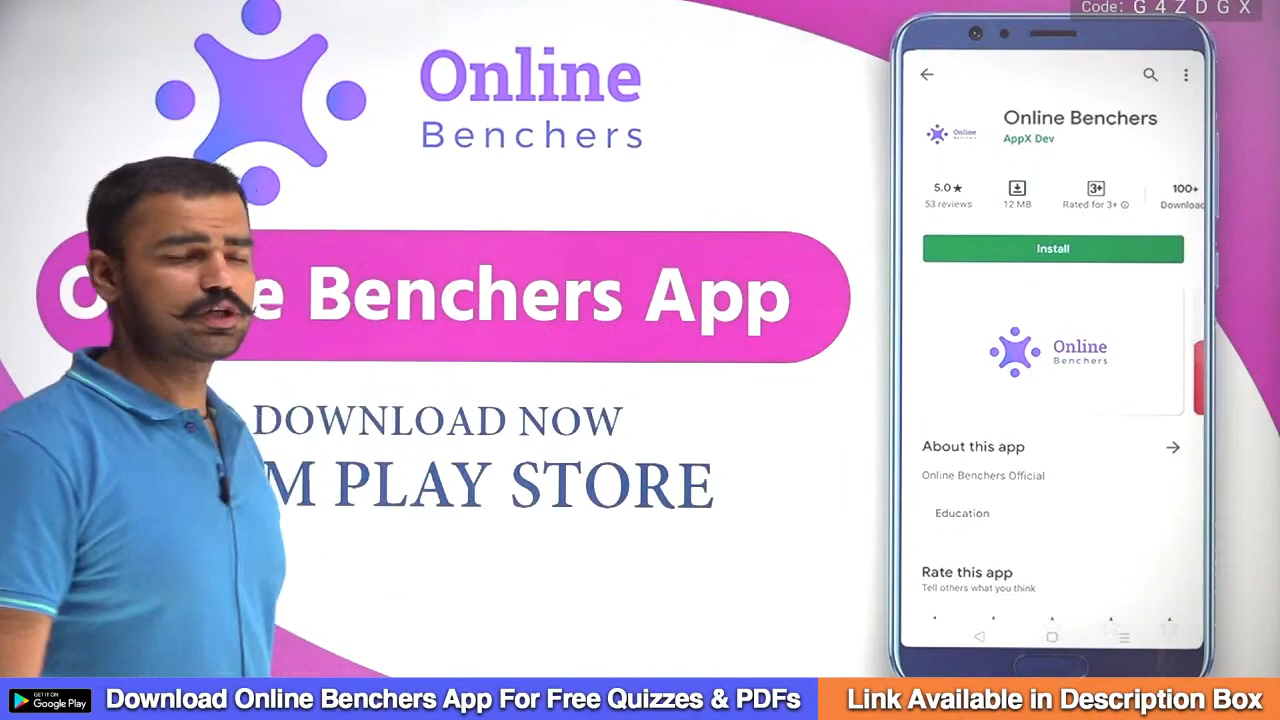 Code: G 4 Z D G X
Online
Benchers
Online Benchers
AppX Dev
Online
5.0★
53 reviews
12 MB
3+
Rated for 3+
100+
Download
Install
O e Benchers App
Online
Benchers
DOWNLOAD NOW
M PLAY STORE
About this app
Online Benchers Official
Education
Rate this app
Tell others what you think
GET IT ON
Google Play
Download Online Benchers App For Free Quizzes & PDFs
Link Available in Description Box